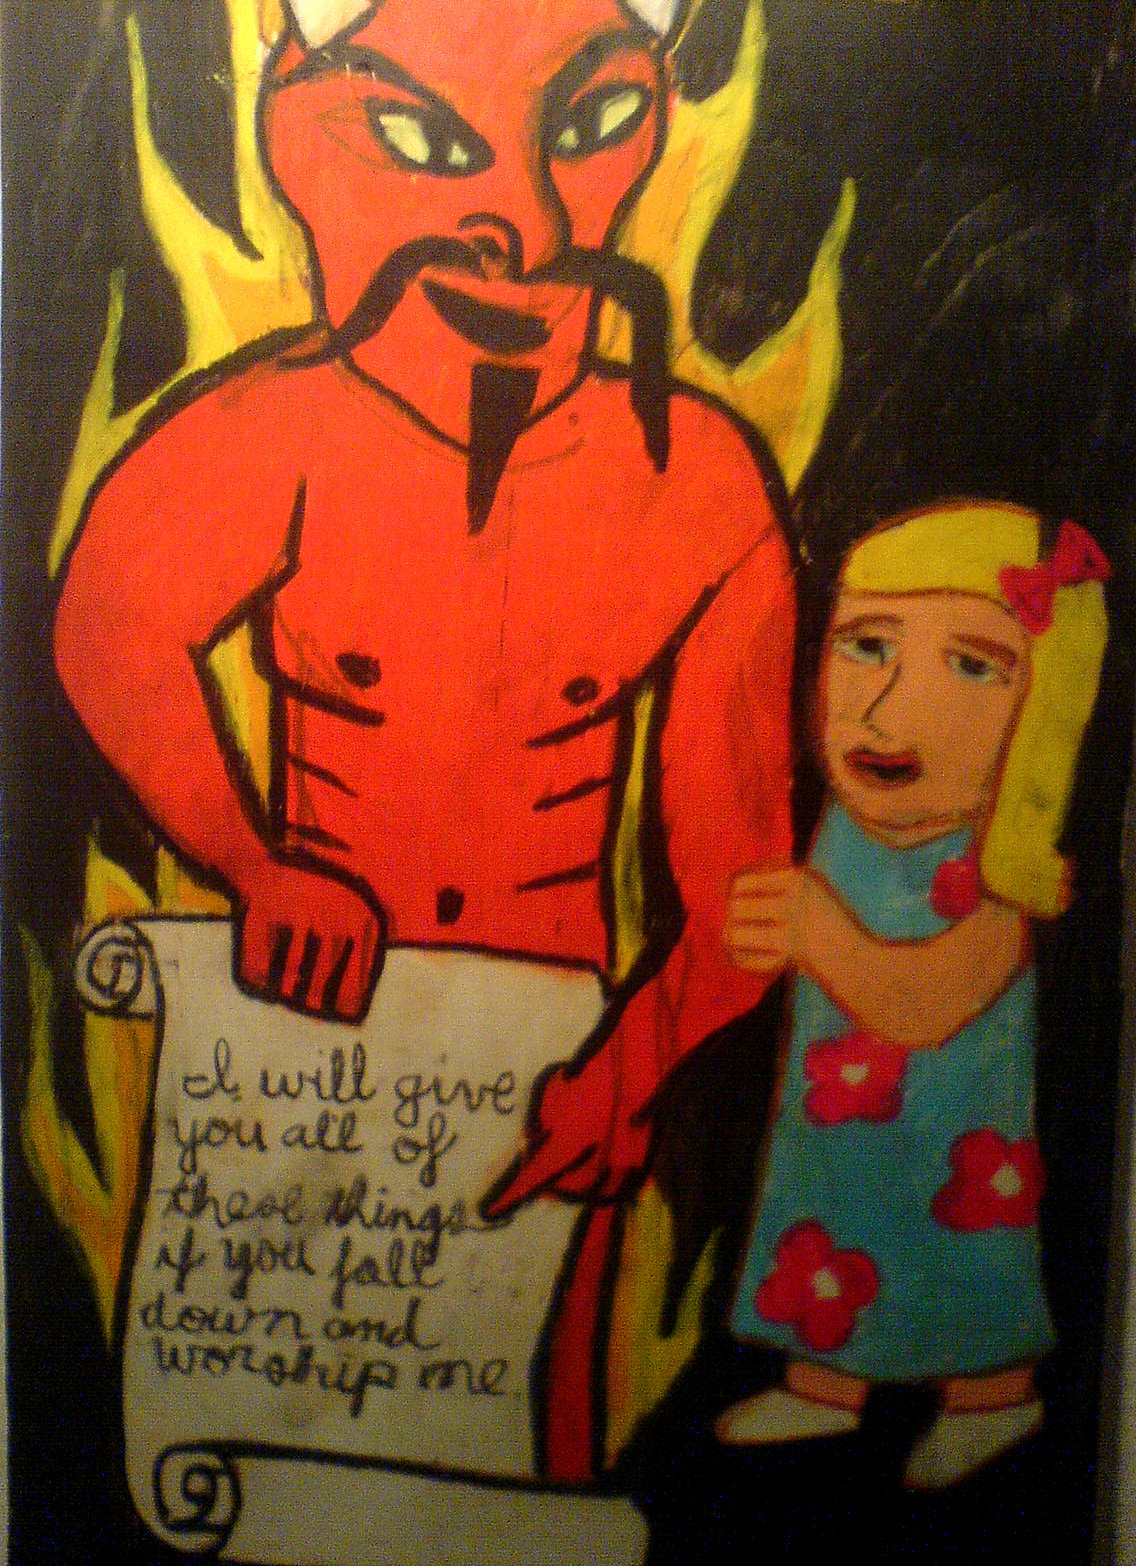 I will give
you all of
these things
if you fall
down and
worship me.